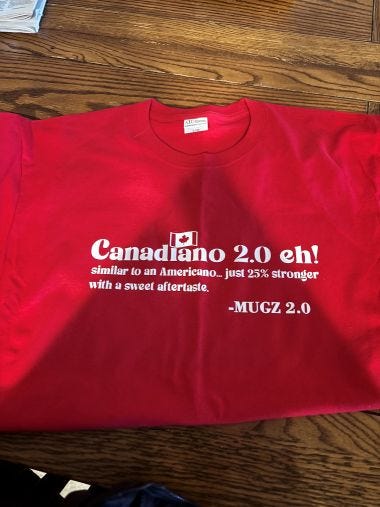 Canadiano 2.0 eh!
similar to an Americano... just 25% stronger
with a sweet aftertaste.
-MUGZ 2.0